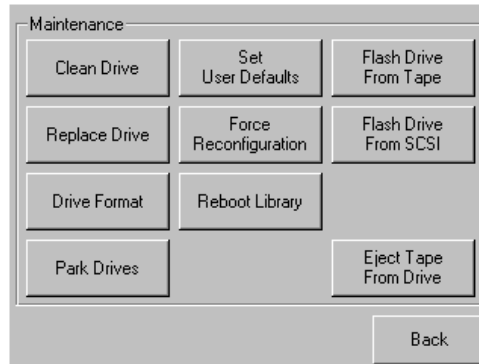 Maintenance
Clean Drive
Set
User Defaults
Flash Drive
From Tape
Replace Drive
Force
Reconfiguration
Flash Drive
From SCSI
Drive Format
Reboot Library
Park Drives
Eject Tape
From Drive
Back